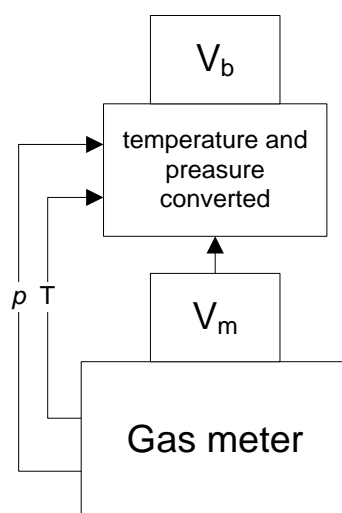 V_b
temperature and
preasure
converted
p T
V_m
Gas meter